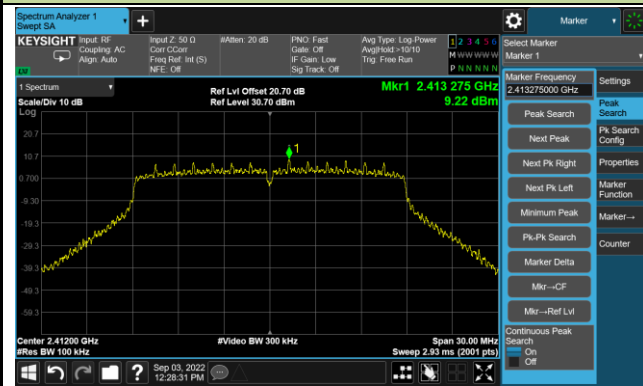 Spectrum Analyzer 1
Swept SA
Marker
KEYSIGHT
Input: RF
Coupling: AC
Align: Auto
Input Z: 50 Ω
Corr CCorr
Freq Ref: Int (S)
NFE: Off
#Atten: 20 dB
PNO: Fast
Gate: Off
IF Gain: Low
Sig Track: Off
Avg Type: Log-Power
Avg|Hold:>10/10
Trig: Free Run
1 2 3 4 5 6
M W W W W W
P N N N N N
LXI
Select Marker
Marker 1
1 Spectrum
Scale/Div 10 dB
Ref Lvl Offset 20.70 dB
Ref Level 30.70 dBm
Mkr1 2.413 275 GHz
9.22 dBm
Log
20.7
10.7
0.700
-9.30
-19.3
-29.3
-39.3
-49.3
-59.3
1
Center 2.41200 GHz
#Res BW 100 kHz
#Video BW 300 kHz
Span 30.00 MHz
Sweep 2.93 ms (2001 pts)
Marker Frequency
2.413275000 GHz
Peak Search
Next Peak
Next Pk Right
Next Pk Left
Minimum Peak
Pk-Pk Search
Marker Delta
Mkr→CF
Mkr→Ref Lvl
Continuous Peak
Search
On
Off
Settings
Peak
Search
Pk Search
Config
Properties
Marker
Function
Marker→
Counter
Sep 03, 2022
12:28:31 PM